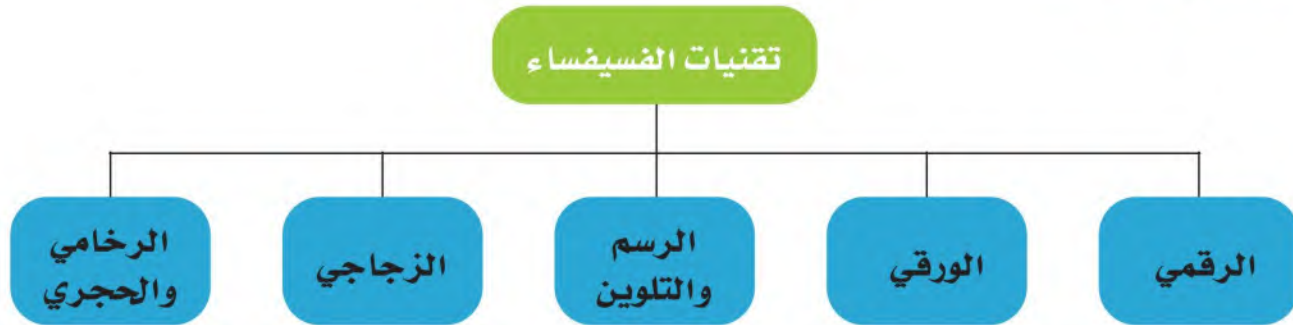 تقنيات الفسيفساء
الرقمي
الورقي
الرسم
والتلوين
الزجاجي
الرخامي
والحجري